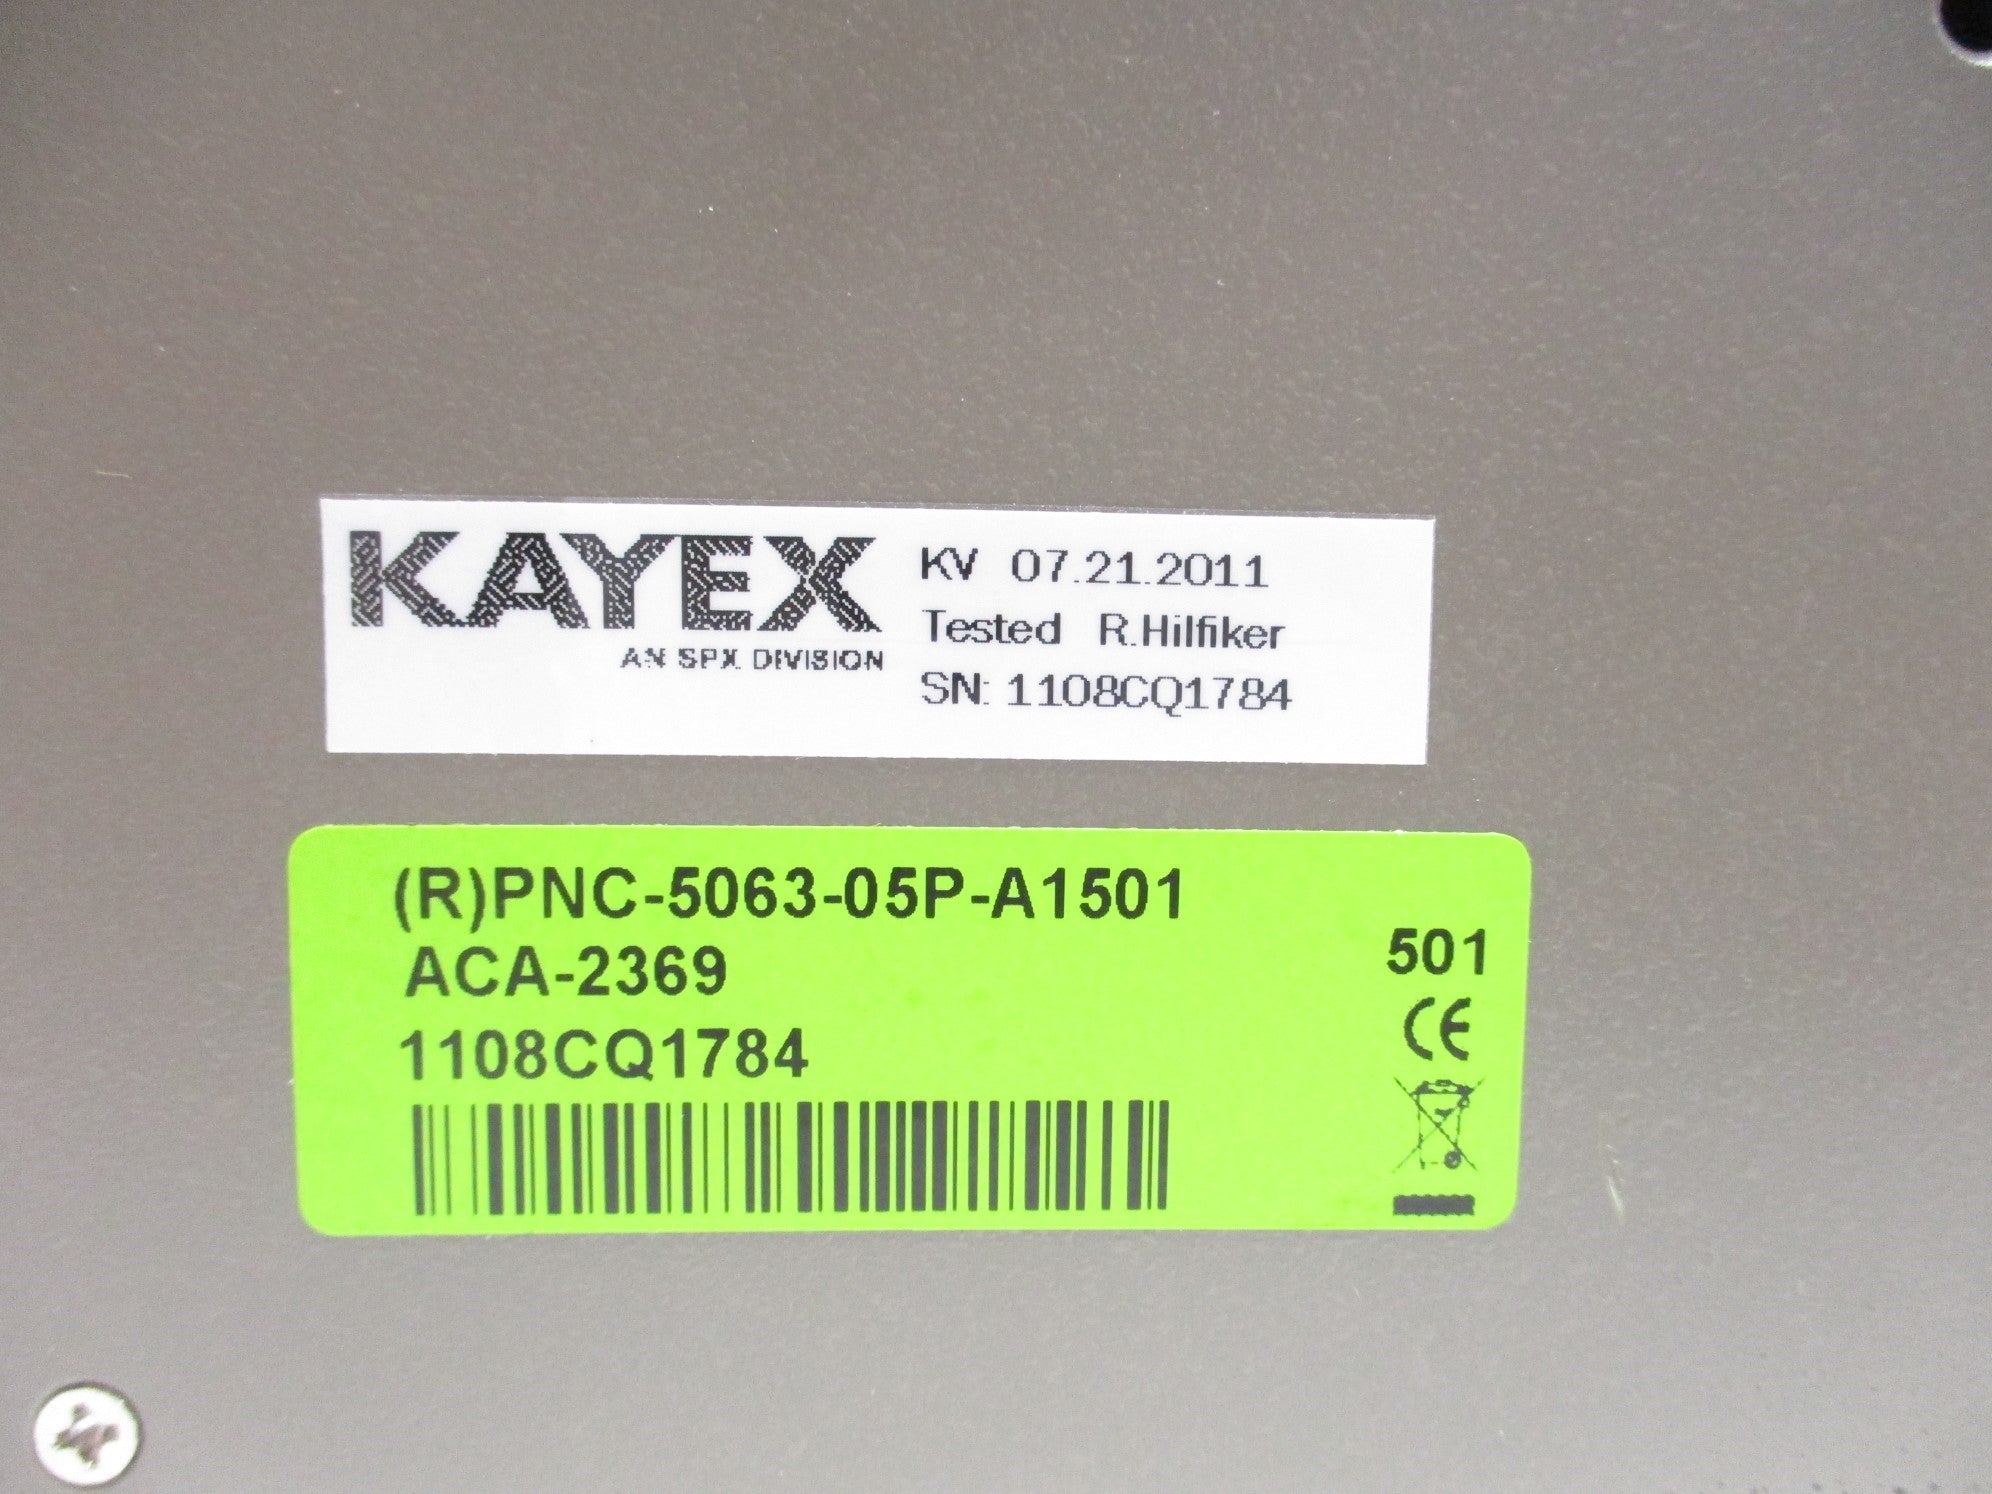 KAYEX
AN SPX DIVISION
KV 07.21.2011
Tested R.Hilfiker
SN: 1108CQ1784
(R)PNC-5063-05P-A1501
ACA-2369
1108CQ1784
501
CE